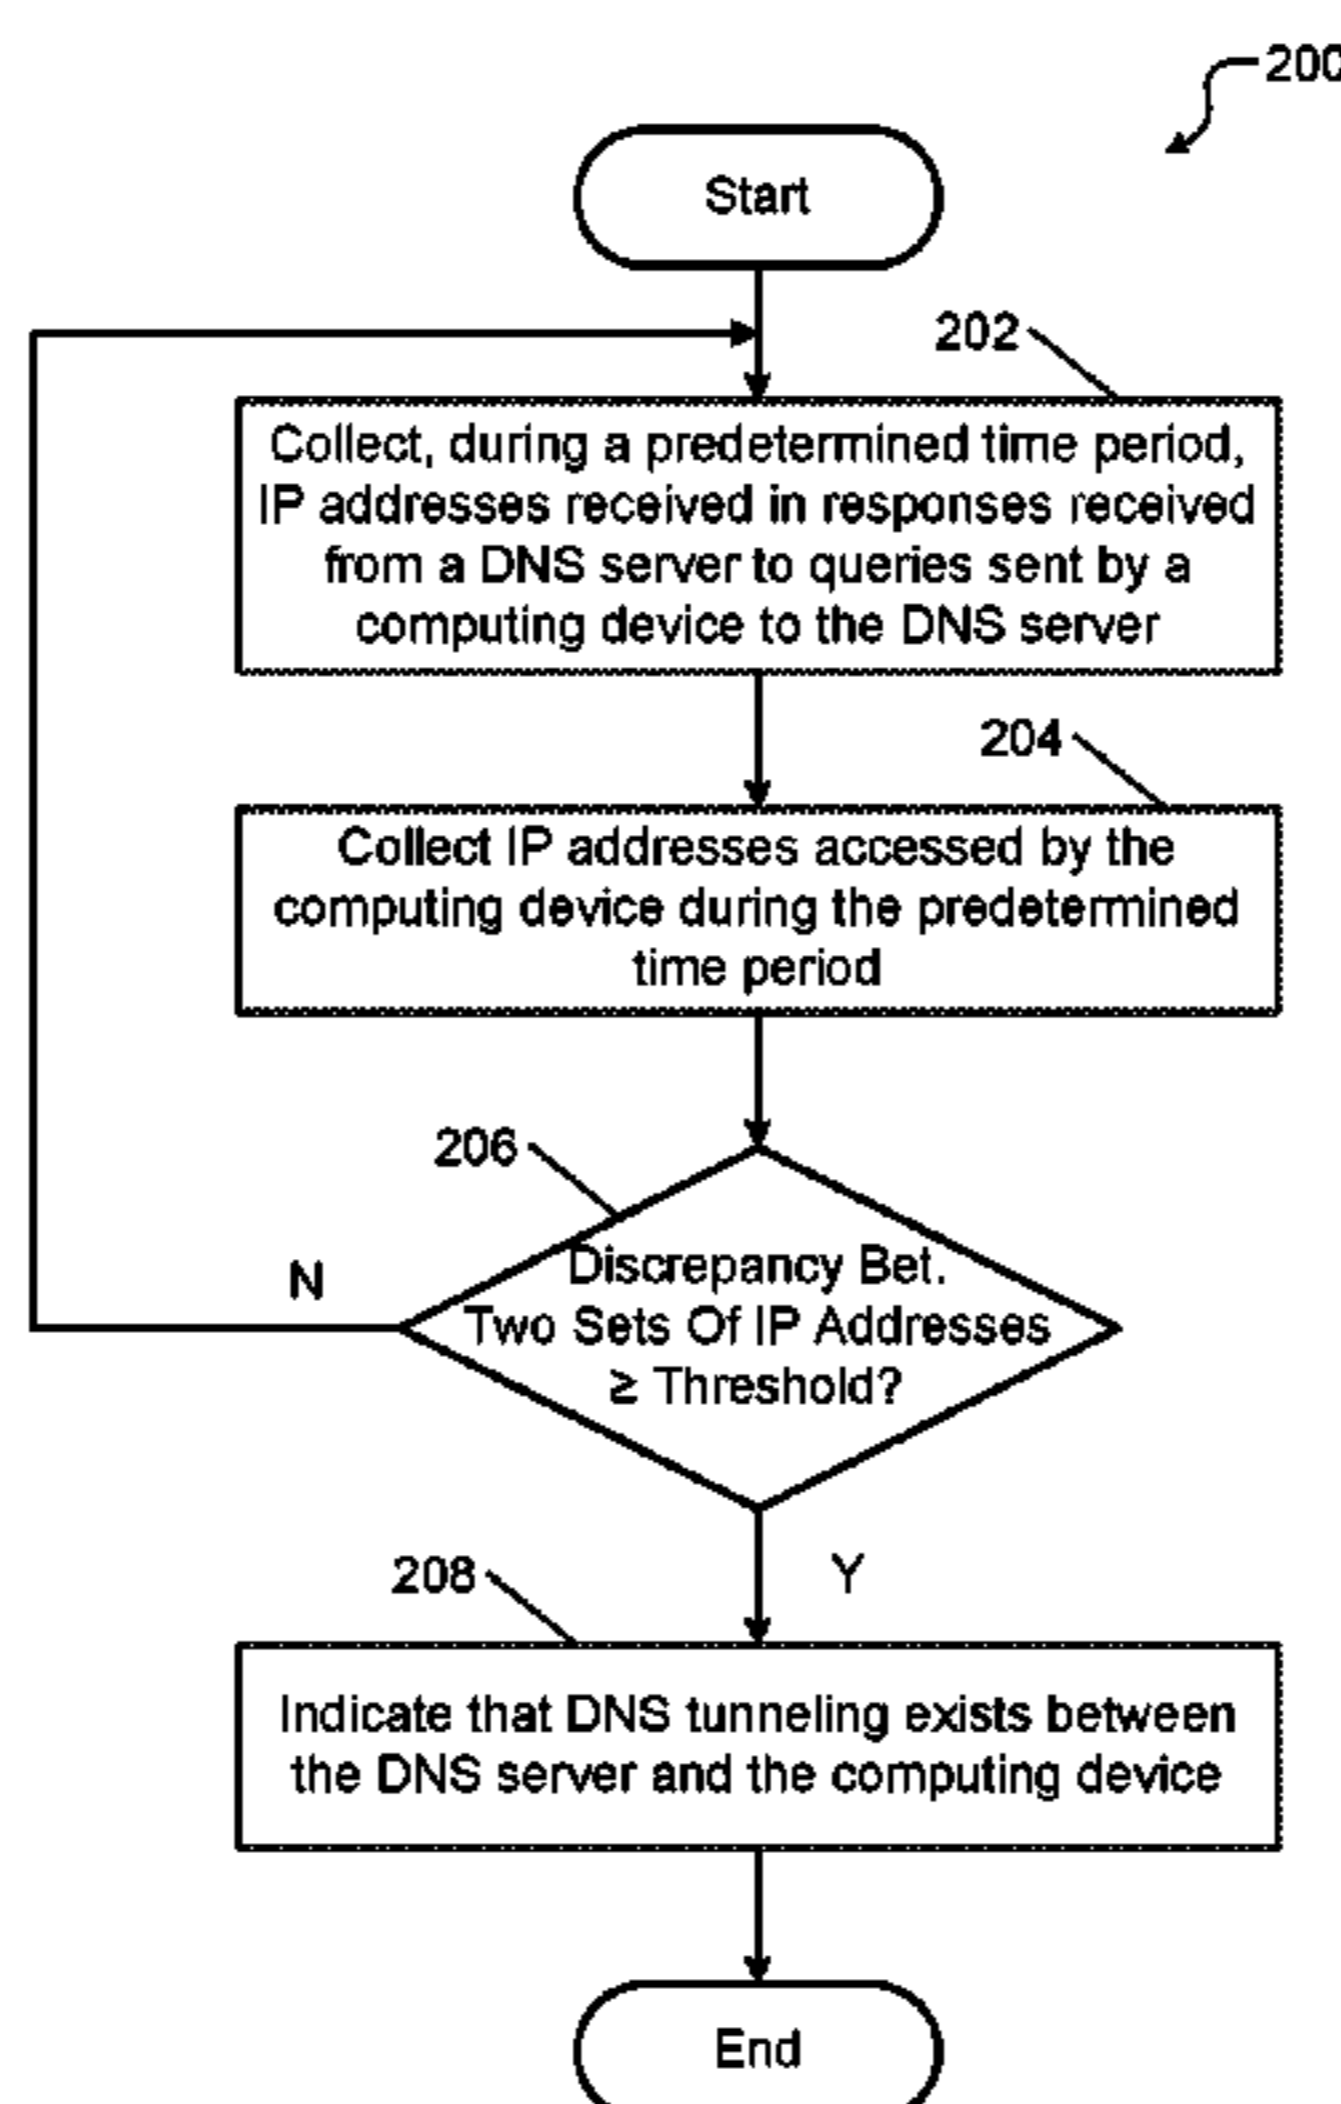 200
Start
202
Collect, during a predetermined time period,
IP addresses received in responses received
from a DNS server to queries sent by a
computing device to the DNS server
204
Collect IP addresses accessed by the
computing device during the predetermined
time period
206
Discrepancy Bet.
Two Sets Of IP Addresses
≥ Threshold?
N
Y
208
Indicate that DNS tunneling exists between
the DNS server and the computing device
End